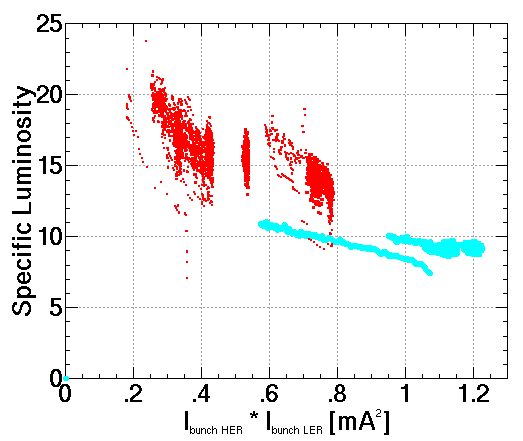 Specific Luminosity
25
20
15
10
5
0
0 .2 .4 .6 .8 1 1.2
I bunch HER * I bunch LER [mA²]